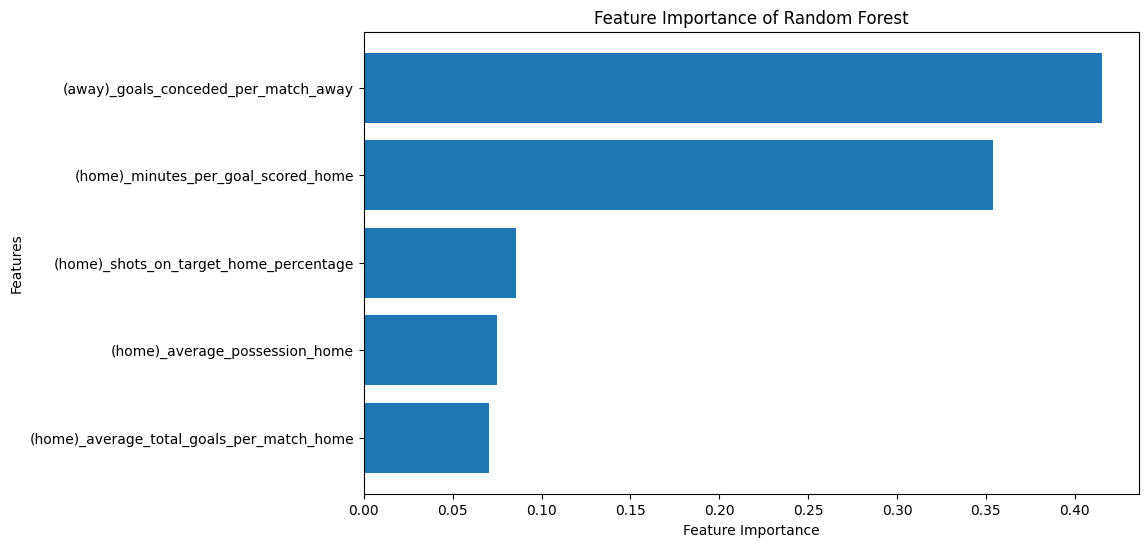 Feature Importance of Random Forest
(away)_goals_conceded_per_match_away
(home)_minutes_per_goal_scored_home
(home)_shots_on_target_home_percentage
(home)_average_possession_home
(home)_average_total_goals_per_match_home
Features
0.00 0.05 0.10 0.15 0.20 0.25 0.30 0.35 0.40
Feature Importance